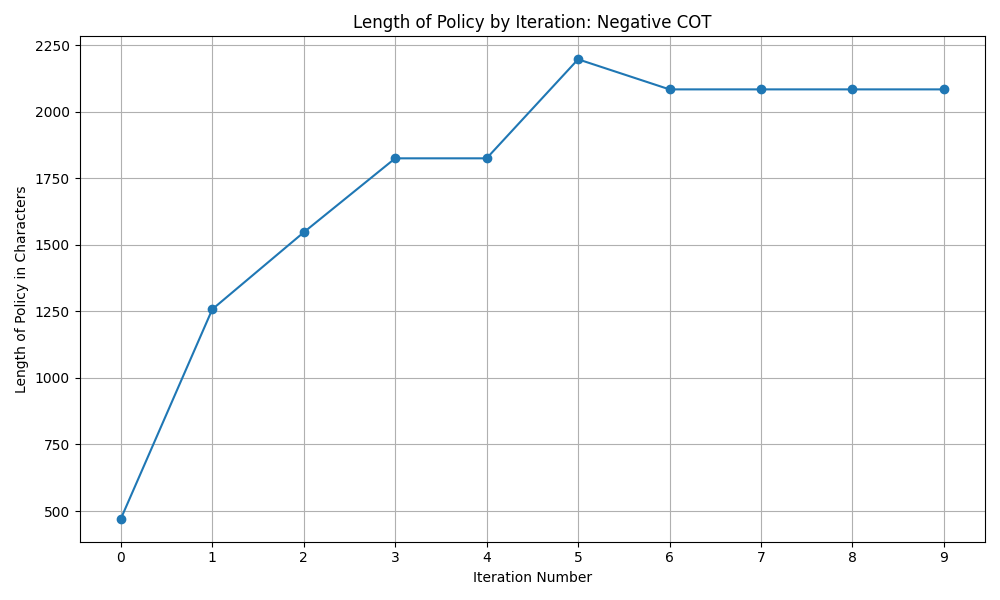 Length of Policy by Iteration: Negative COT
2250
2000
1750
1500
1250
1000
750
500
Length of Policy in Characters
0 1 2 3 4 5 6 7 8 9
Iteration Number